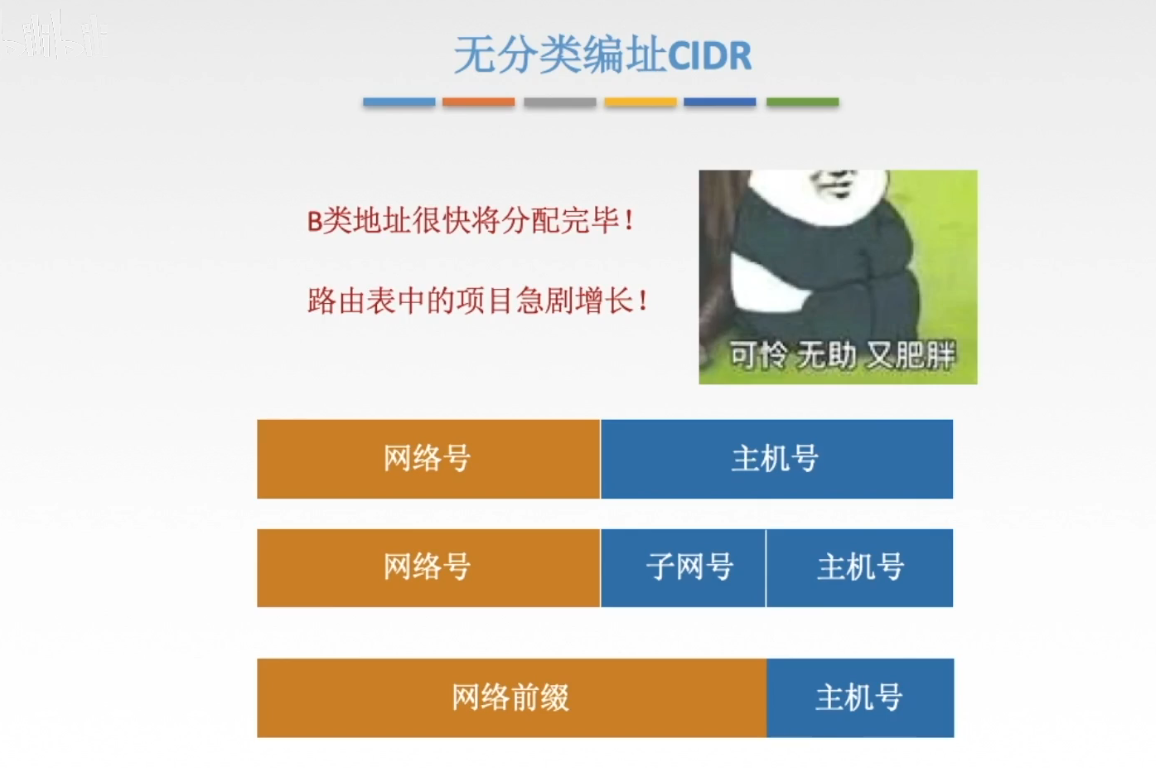 无分类编址CIDR
B类地址很快将分配完毕！
路由表中的项目急剧增长！
可怜 无助 又肥胖
网络号 主机号
网络号 子网号 主机号
网络前缀 主机号